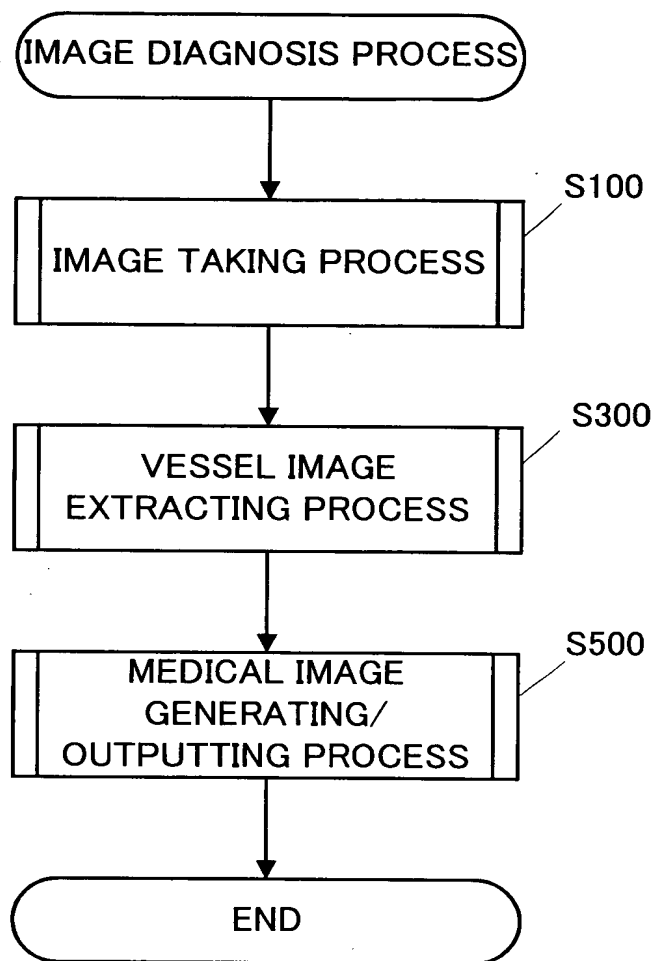 IMAGE DIAGNOSIS PROCESS
S100
IMAGE TAKING PROCESS
S300
VESSEL IMAGE
EXTRACTING PROCESS
S500
MEDICAL IMAGE
GENERATING/
OUTPUTTING PROCESS
END